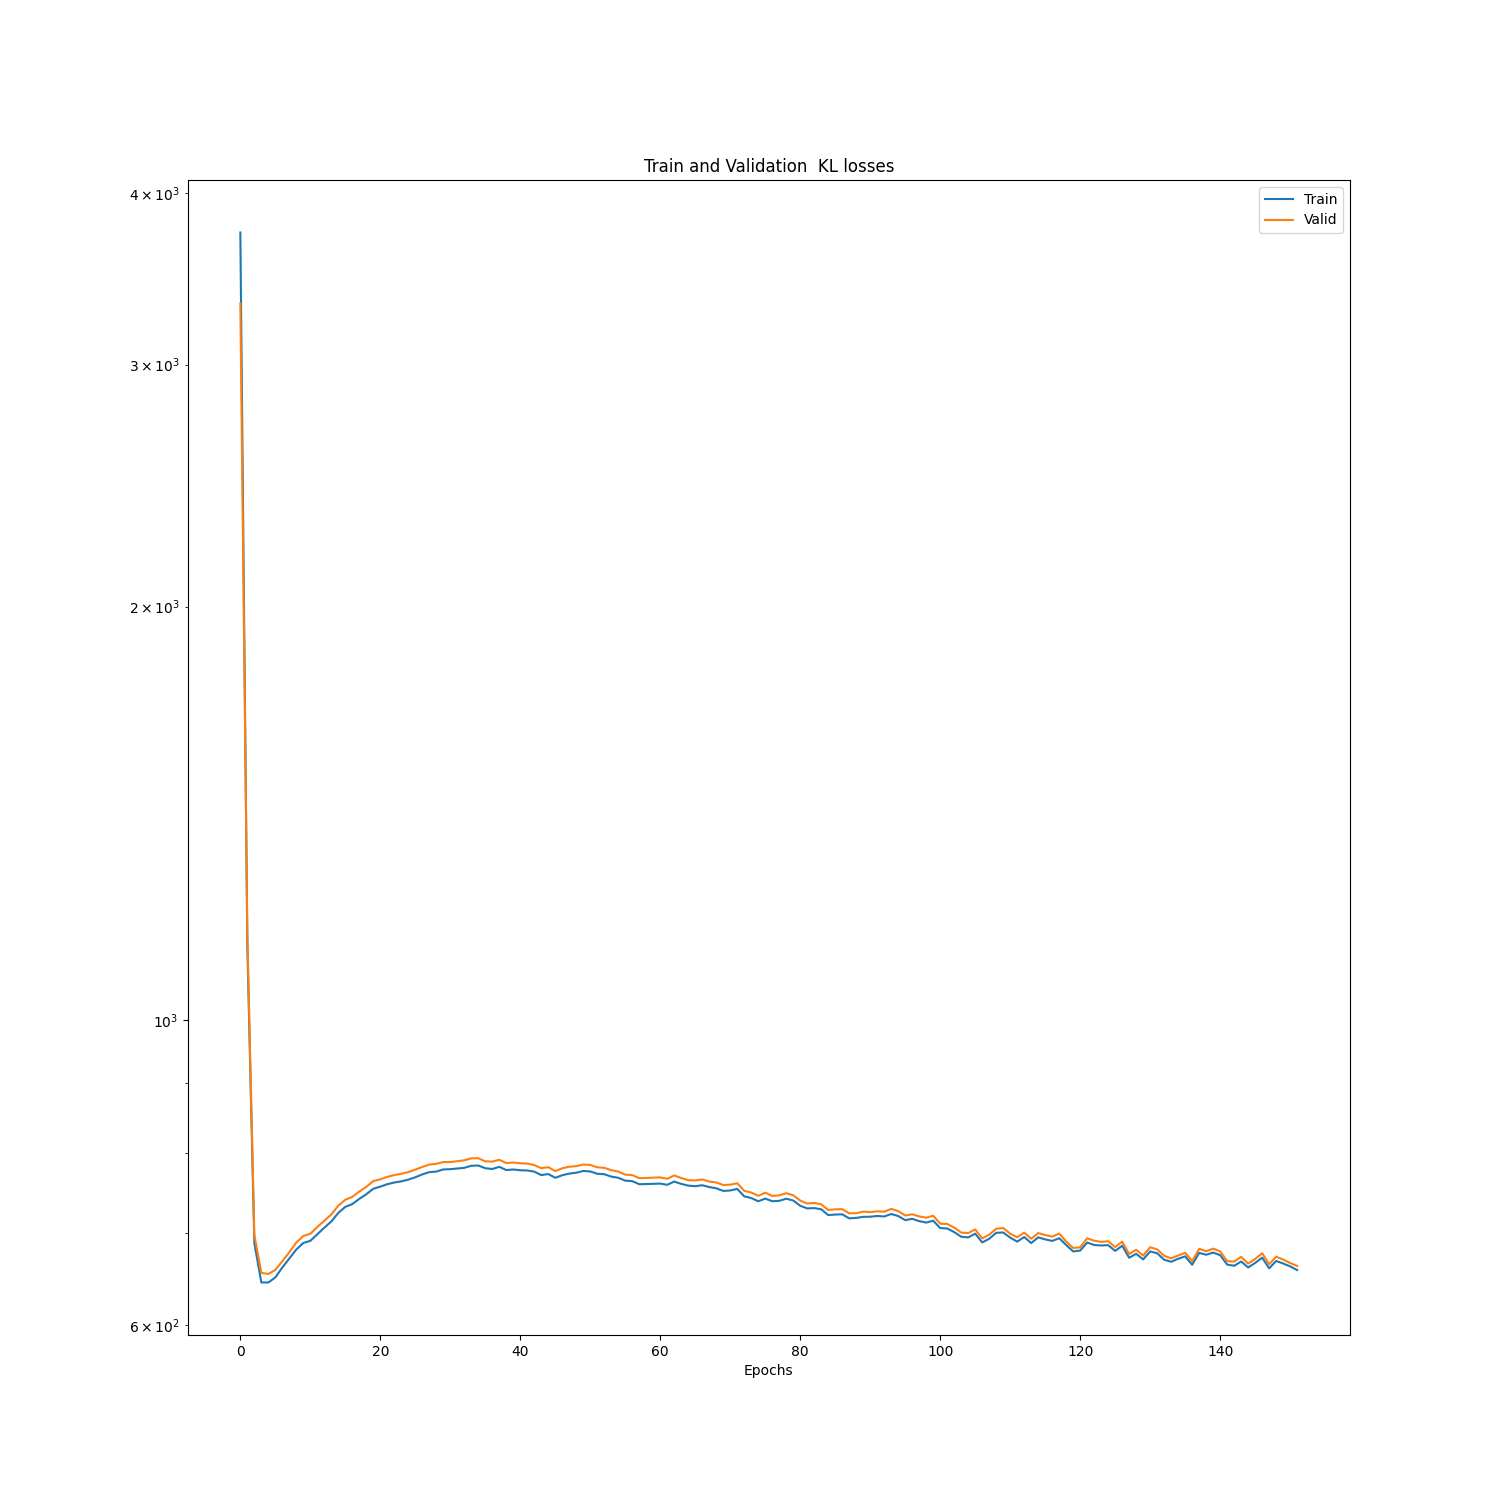 Train and Validation  KL losses
Train
Valid
4 × 10³
3 × 10³
2 × 10³
10³
6 × 10²
0 20 40 60 80 100 120 140
Epochs